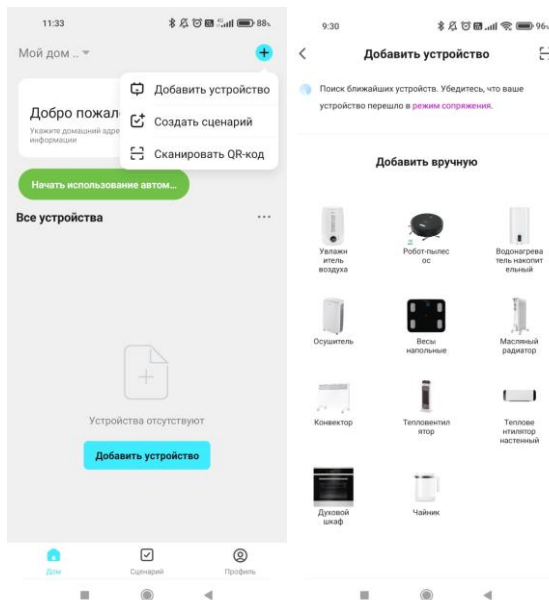 11:33
88%
Мой дом ..
Добавить устройство
Создать сценарий
Сканировать QR-код
Добро пожал
Укажите домашний адре
информации
Начать использование автом...
Все устройства
Устройства отсутствуют
Добавить устройство
Дом
Сценарий
Профиль
9:30
96%
Добавить устройство
Поиск ближайших устройств. Убедитесь, что ваше
устройство перешло в режим сопряжения.
Добавить вручную
Увлажн
итель
воздуха
Робот-пылес
ос
Водонагрева
тель накопит
ельный
Осушитель
Весы
напольные
Масляный
радиатор
Конвектор
Тепловентил
ятор
Теплове
нтилятор
настенный
Духовой
шкаф
Чайник